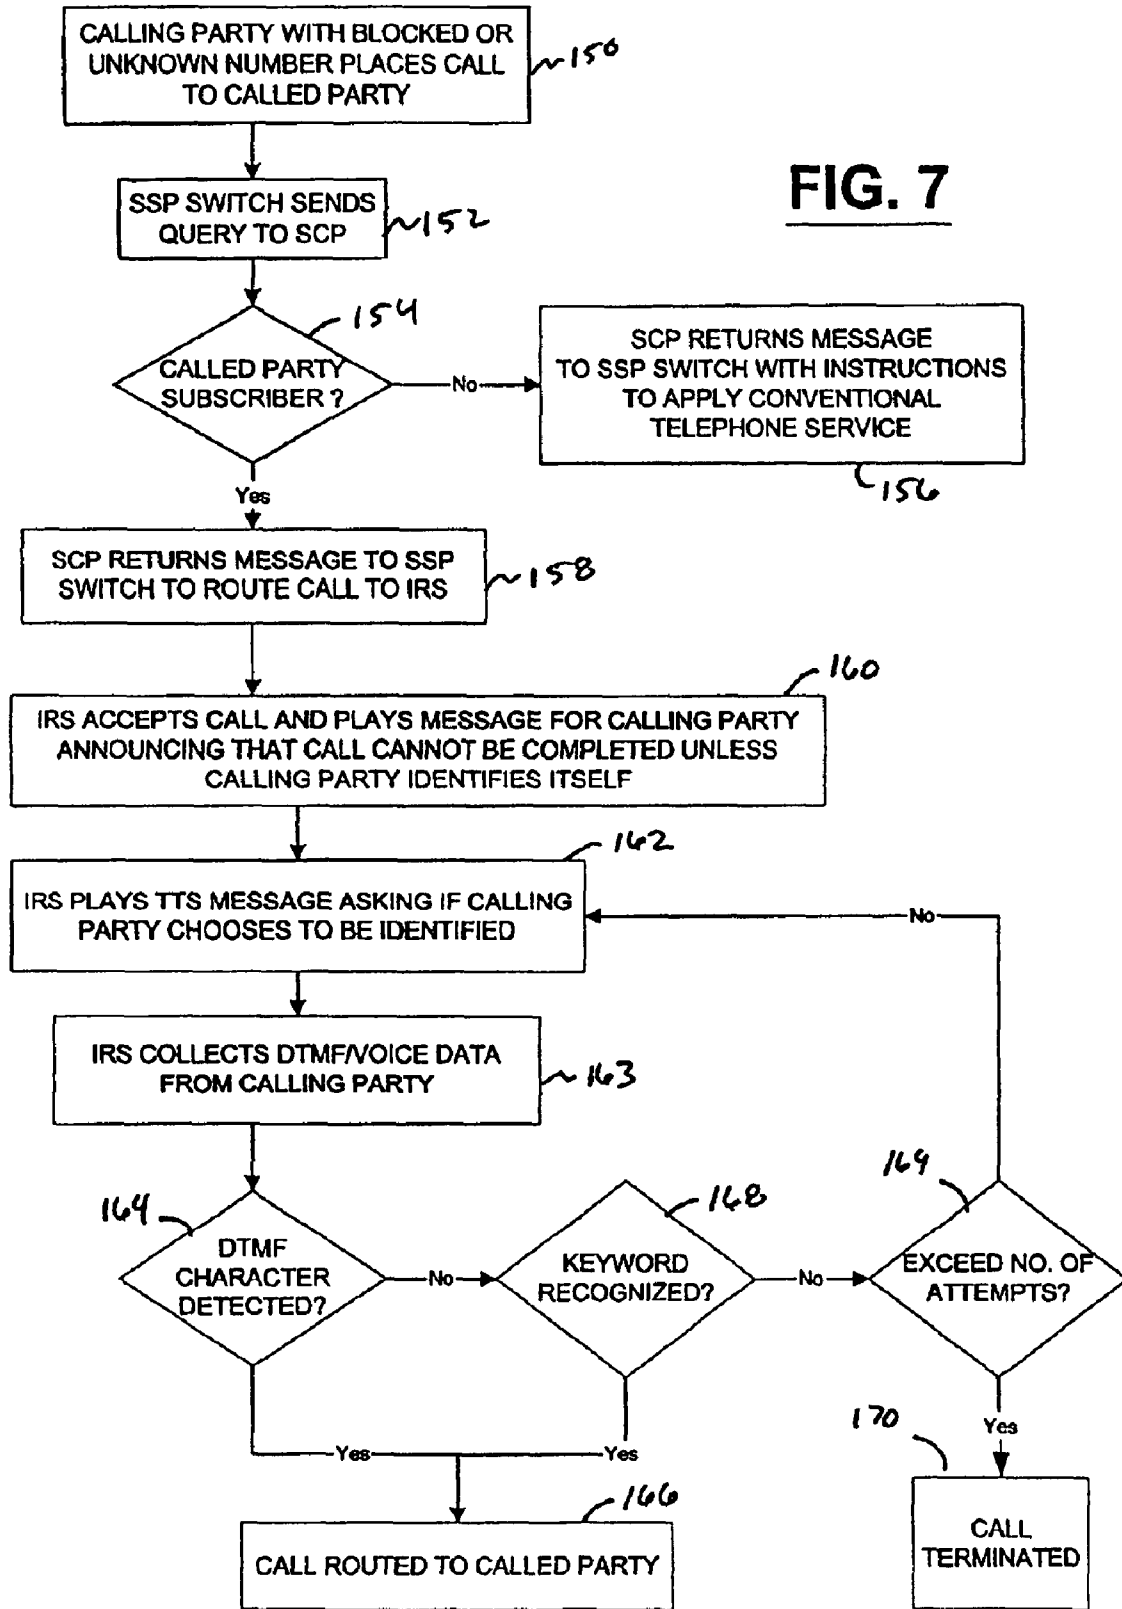 CALLING PARTY WITH BLOCKED OR
UNKNOWN NUMBER PLACES CALL
TO CALLED PARTY
150
FIG. 7
SSP SWITCH SENDS
QUERY TO SCP
152
154
CALLED PARTY
SUBSCRIBER ?
No
SCP RETURNS MESSAGE
TO SSP SWITCH WITH INSTRUCTIONS
TO APPLY CONVENTIONAL
TELEPHONE SERVICE
156
Yes
SCP RETURNS MESSAGE TO SSP
SWITCH TO ROUTE CALL TO IRS
158
160
IRS ACCEPTS CALL AND PLAYS MESSAGE FOR CALLING PARTY
ANNOUNCING THAT CALL CANNOT BE COMPLETED UNLESS
CALLING PARTY IDENTIFIES ITSELF
162
IRS PLAYS TTS MESSAGE ASKING IF CALLING
PARTY CHOOSES TO BE IDENTIFIED
No
IRS COLLECTS DTMF/VOICE DATA
FROM CALLING PARTY
163
164
DTMF
CHARACTER
DETECTED?
No
168
KEYWORD
RECOGNIZED?
No
169
EXCEED NO. OF
ATTEMPTS?
Yes
Yes
Yes
166
CALL ROUTED TO CALLED PARTY
170
CALL
TERMINATED